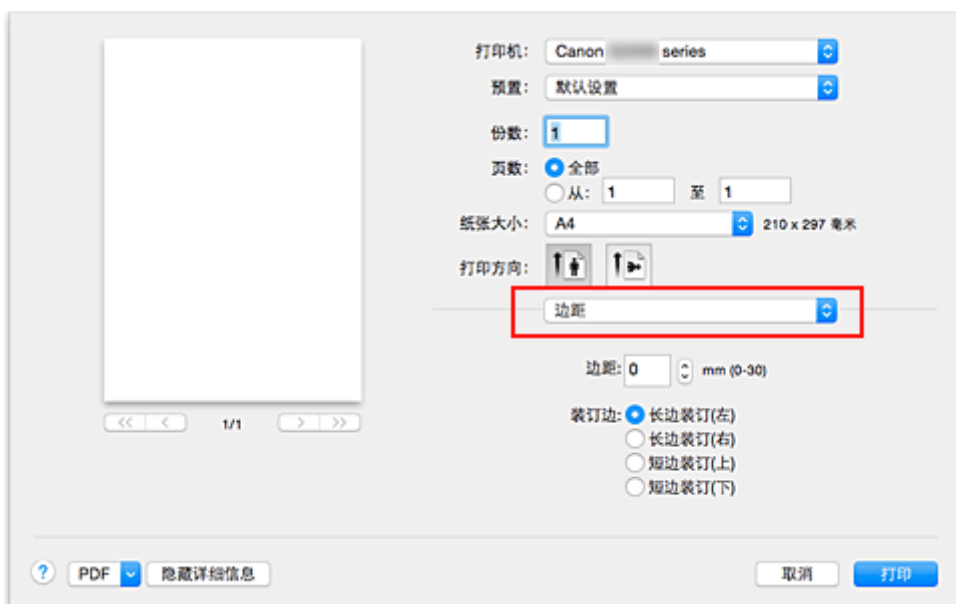 打印机: Canon series
预置: 默认设置
份数: 1
页数: 全部
从: 1 至 1
纸张大小: A4 210 x 297 毫米
打印方向:
边距
边距: 0 mm (0-30)
装订边: 长边装订(左)
长边装订(右)
短边装订(上)
短边装订(下)
<< < 1/1 > >>
? PDF 隐藏详细信息 取消 打印